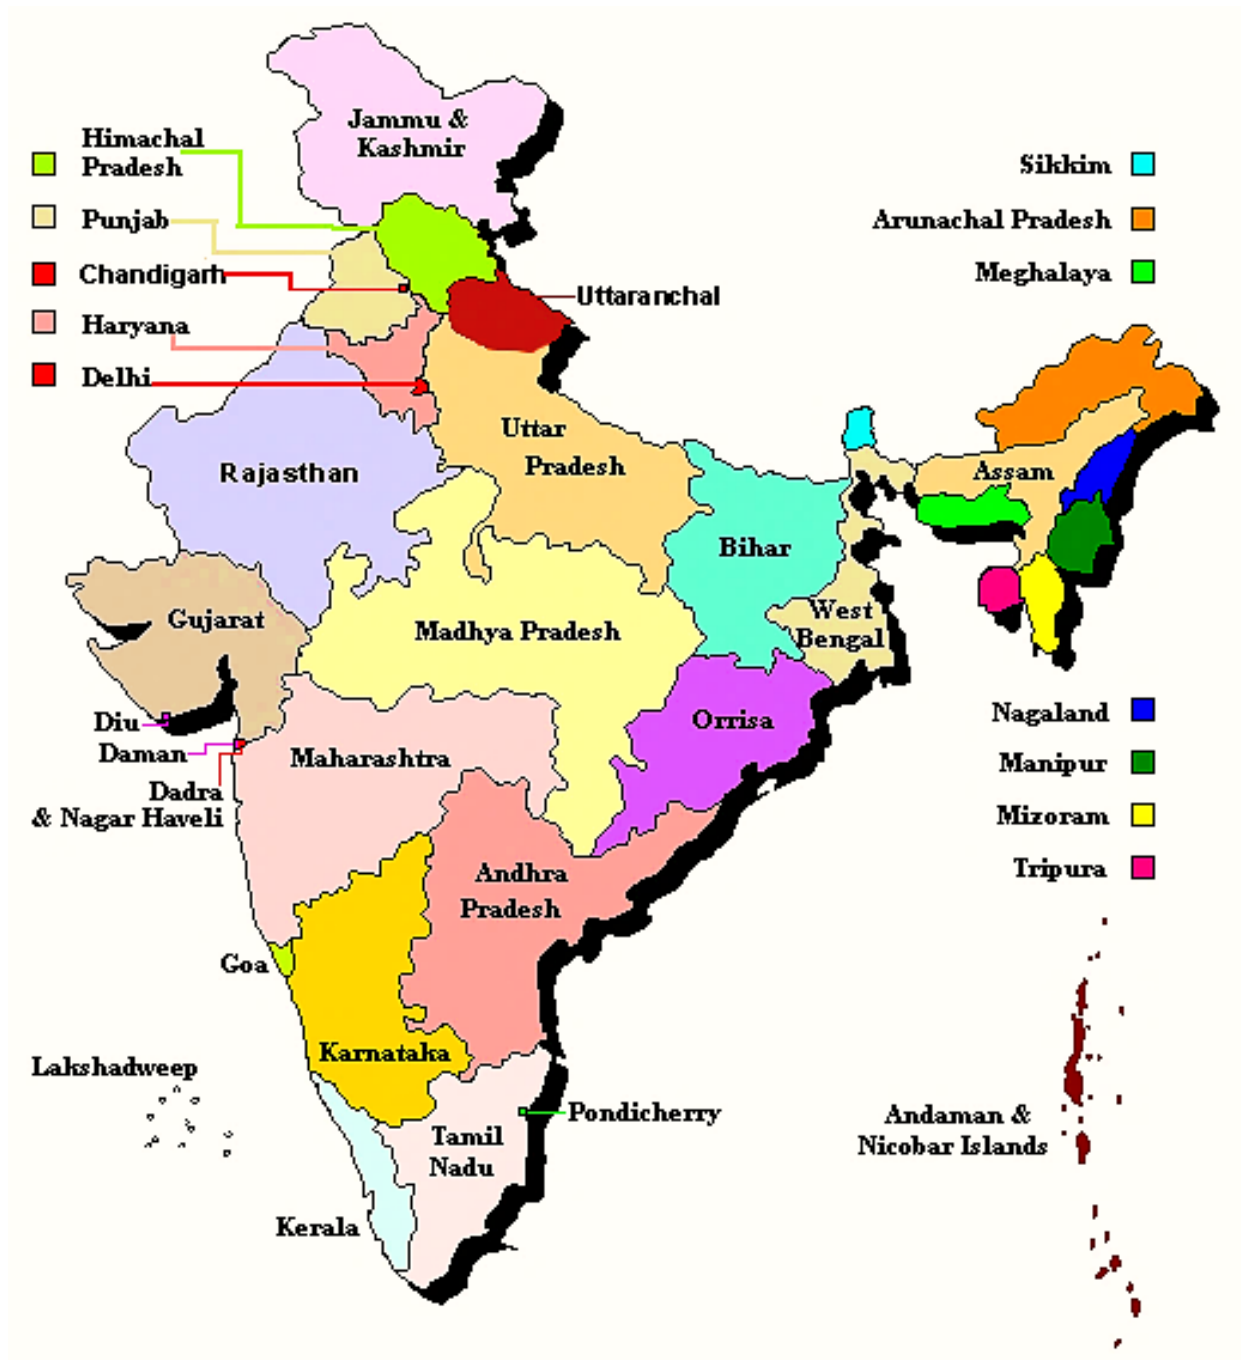 Jammu &
Kashmir
Himachal
Pradesh
Punjab
Chandigarh
Haryana
Delhi
Uttaranchal
Sikkim
Arunachal Pradesh
Meghalaya
Uttar
Pradesh
Rajasthan
Assam
Bihar
Gujarat
Madhya Pradesh
West
Bengal
Diu
Daman
Dadra
& Nagar Haveli
Maharashtra
Orrisa
Nagaland
Manipur
Mizoram
Tripura
Andhra
Pradesh
Goa
Karnataka
Lakshadweep
Pondicherry
Tamil
Nadu
Kerala
Andaman &
Nicobar Islands